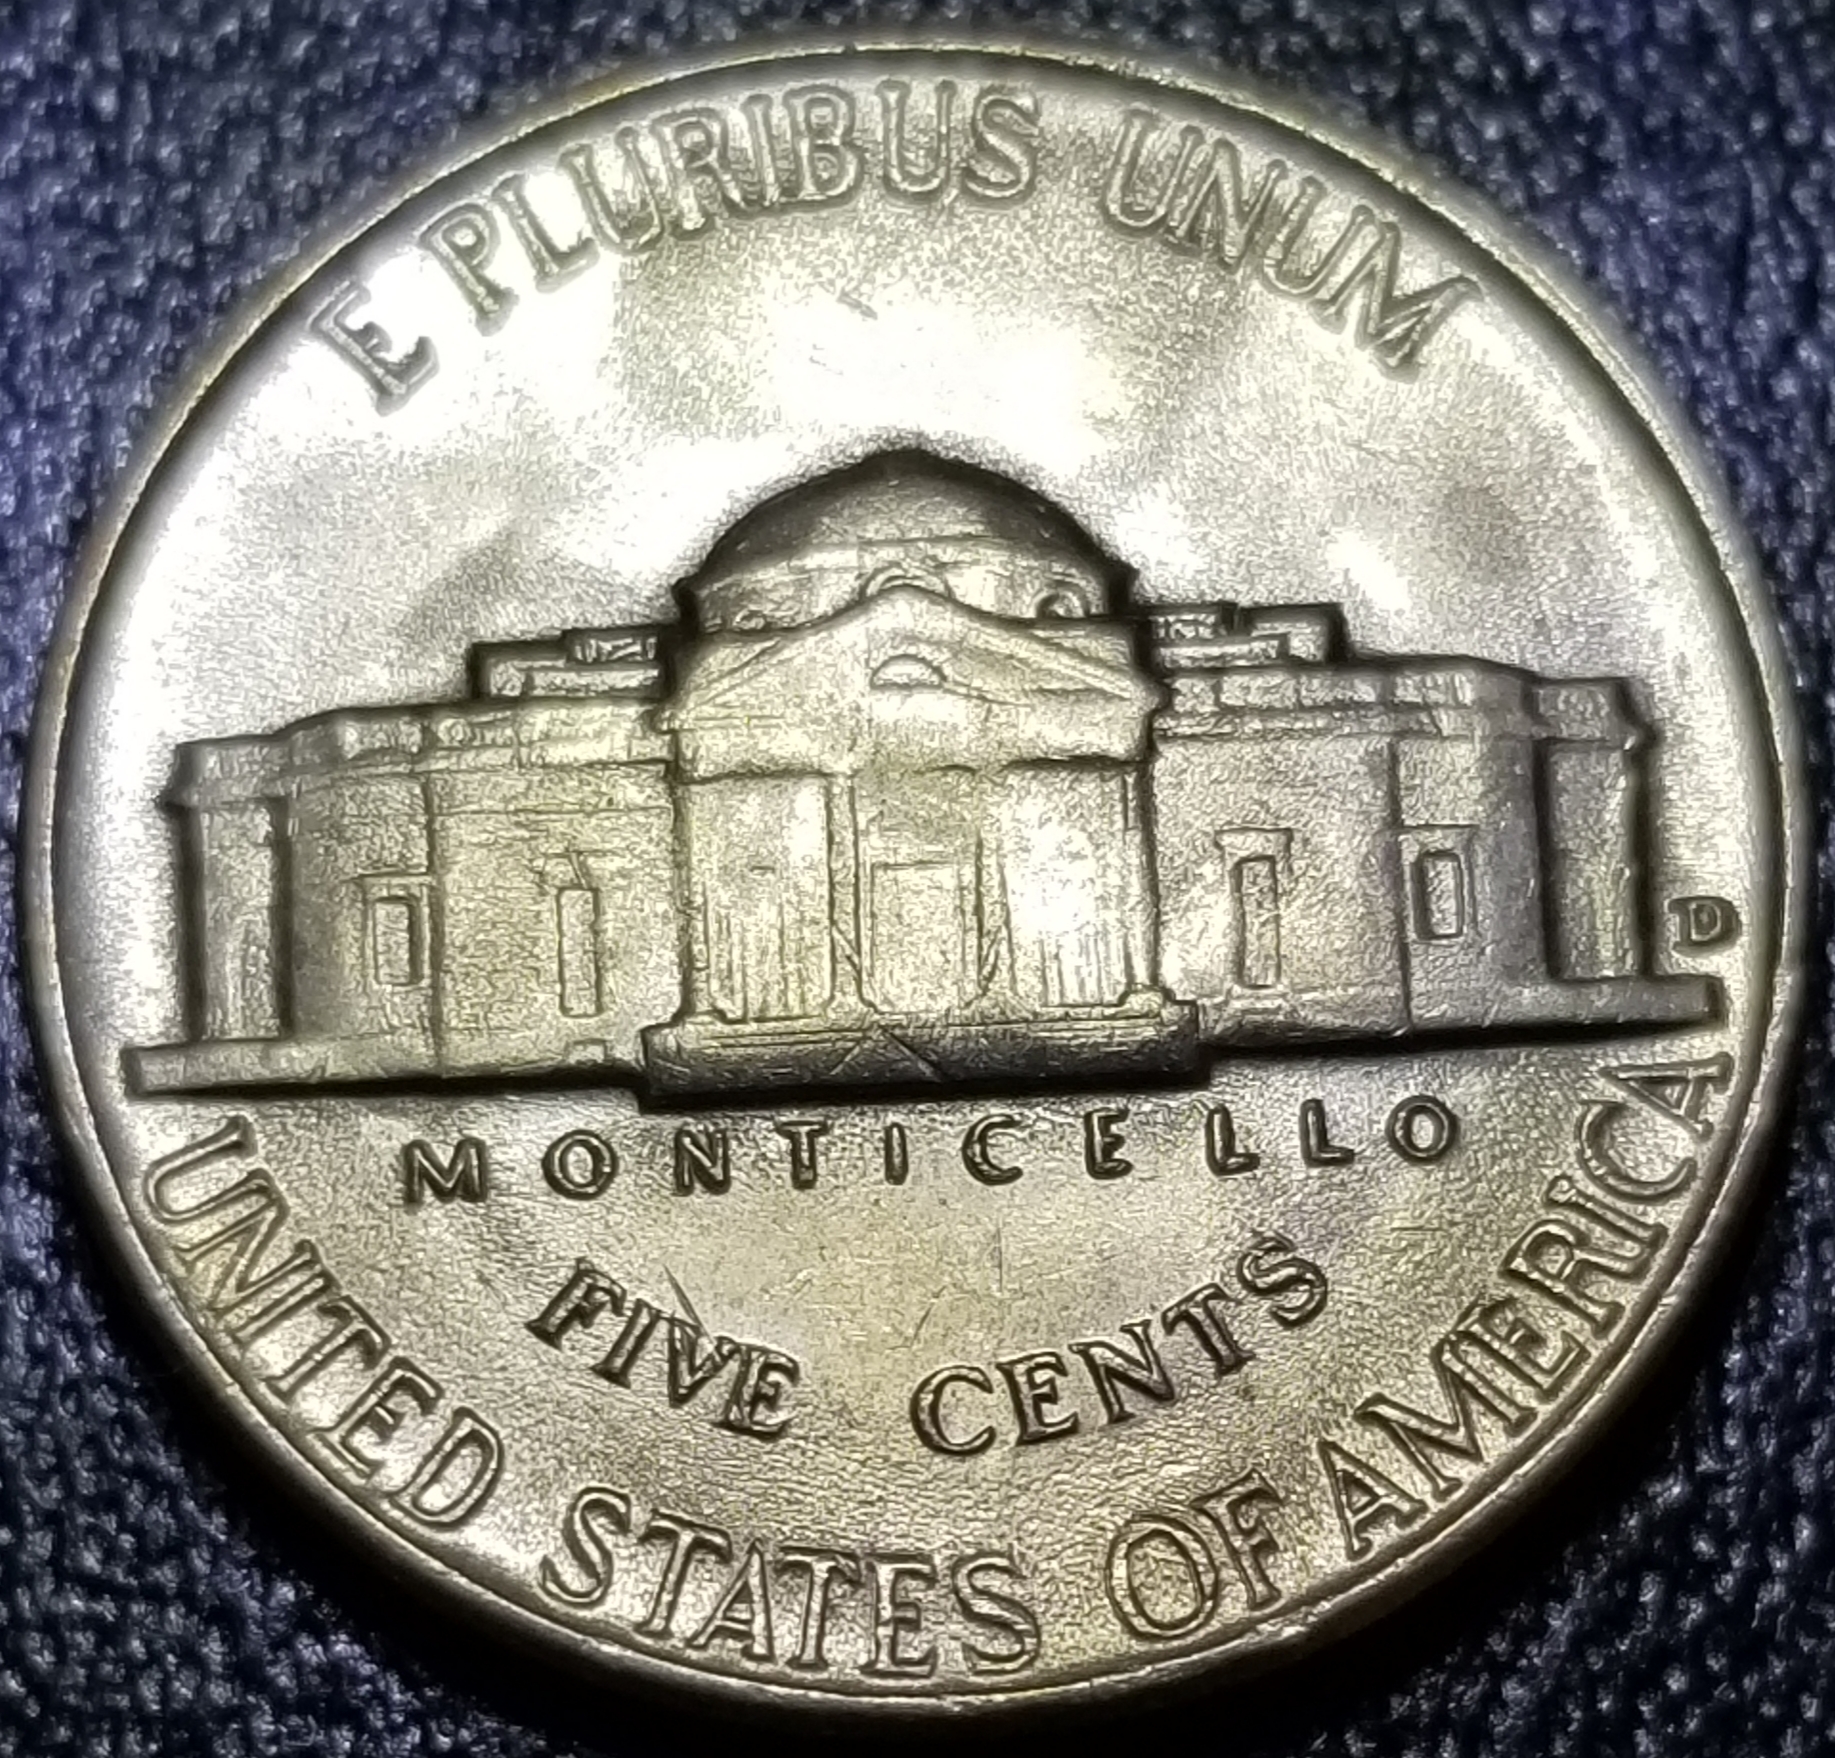 E PLURIBUS UNUM
D
MONTICELLO
FIVE CENTS
UNITED STATES OF AMERICA